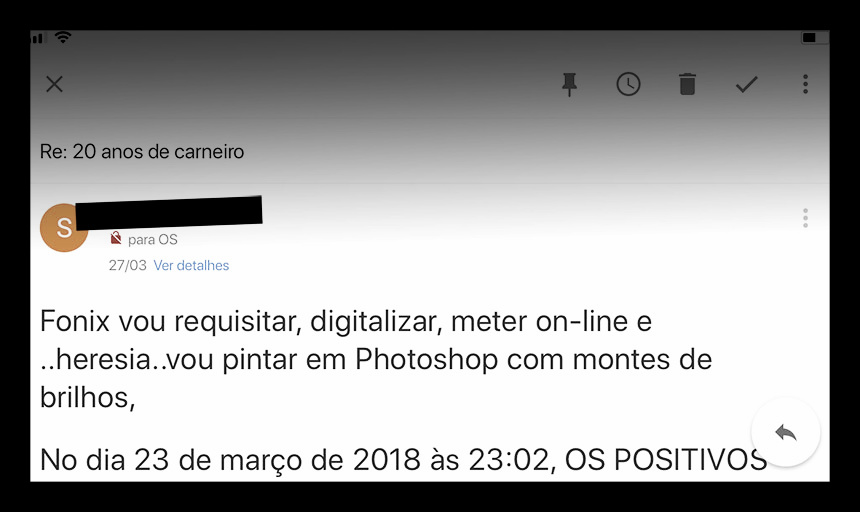 Re: 20 anos de carneiro
S
para OS
27/03 Ver detalhes
Fonix vou requisitar, digitalizar, meter on-line e
..heresia..vou pintar em Photoshop com montes de
brilhos,
No dia 23 de março de 2018 às 23:02, OS POSITIVOS